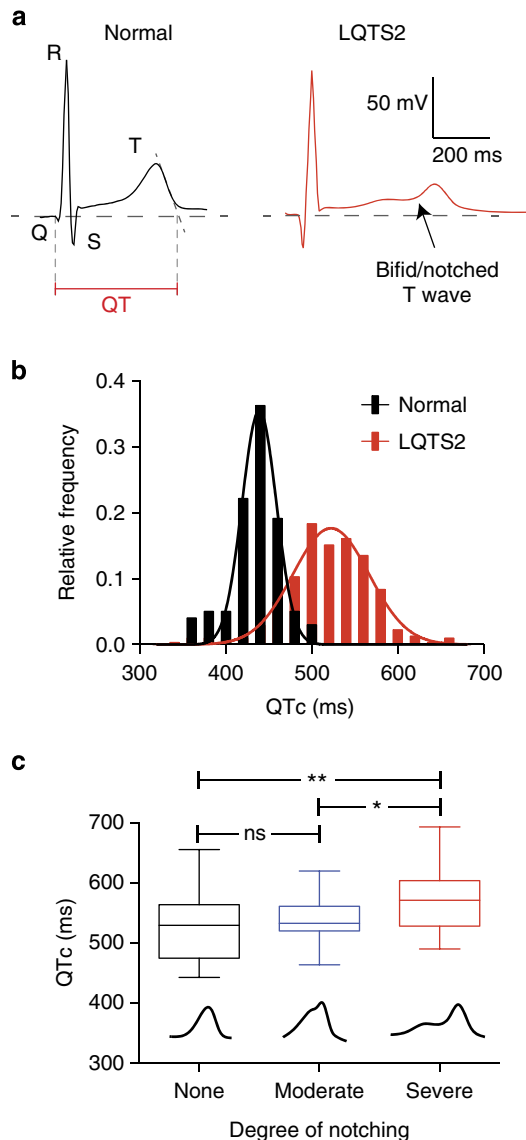 a
Normal
LQTS2
R
T
Q
S
QT
50 mV
200 ms
Bifid/notched
T wave
b
Relative frequency
0.4
0.3
0.2
0.1
0.0
Normal
LQTS2
300 400 500 600 700
QTc (ms)
c
**
*
ns
QTc (ms)
700
600
500
400
300
None Moderate Severe
Degree of notching